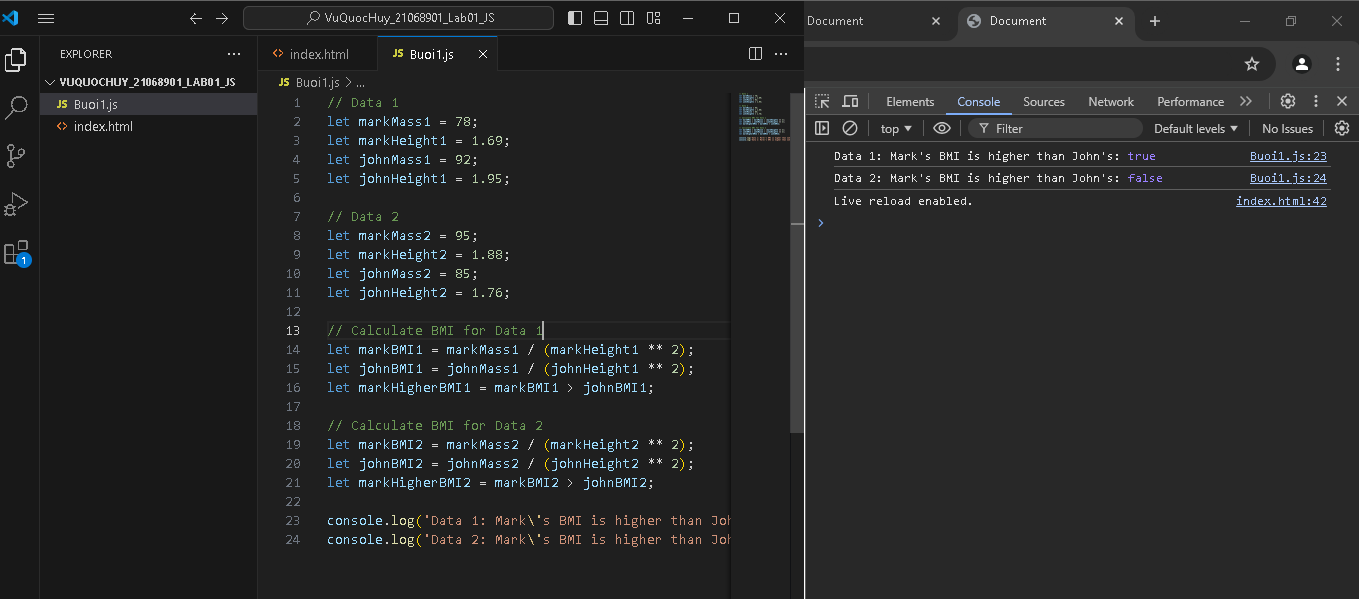 VuQuocHuy_21068901_Lab01_JS
EXPLORER
VUQUOCHUY_21068901_LAB01_JS
JS Buoi1.js
<> index.html
1
<> index.html
JS Buoi1.js
JS Buoi1.js > ...
1 // Data 1
2 let markMass1 = 78;
3 let markHeight1 = 1.69;
4 let johnMass1 = 92;
5 let johnHeight1 = 1.95;
6
7 // Data 2
8 let markMass2 = 95;
9 let markHeight2 = 1.88;
10 let johnMass2 = 85;
11 let johnHeight2 = 1.76;
12
13 // Calculate BMI for Data 1
14 let markBMI1 = markMass1 / (markHeight1 ** 2);
15 let johnBMI1 = johnMass1 / (johnHeight1 ** 2);
16 let markHigherBMI1 = markBMI1 > johnBMI1;
17
18 // Calculate BMI for Data 2
19 let markBMI2 = markMass2 / (markHeight2 ** 2);
20 let johnBMI2 = johnMass2 / (johnHeight2 ** 2);
21 let markHigherBMI2 = markBMI2 > johnBMI2;
22
23 console.log('Data 1: Mark\'s BMI is higher than Joh
24 console.log('Data 2: Mark\'s BMI is higher than Joh
Document
Document
Elements Console Sources Network Performance
top Filter Default levels No Issues
Data 1: Mark's BMI is higher than John's: true Buoi1.js:23
Data 2: Mark's BMI is higher than John's: false Buoi1.js:24
Live reload enabled. index.html:42